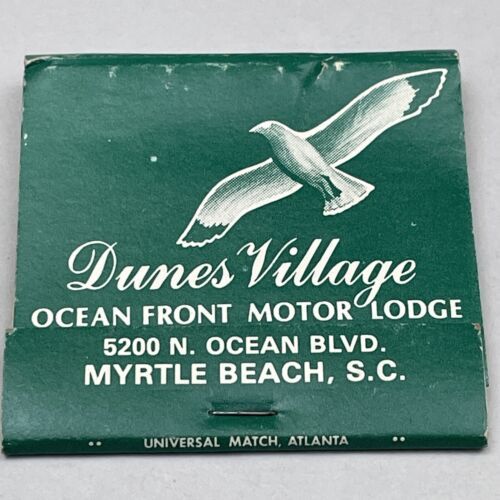 Dunes Village
OCEAN FRONT MOTOR LODGE
5200 N. OCEAN BLVD.
MYRTLE BEACH, S.C.
UNIVERSAL MATCH, ATLANTA